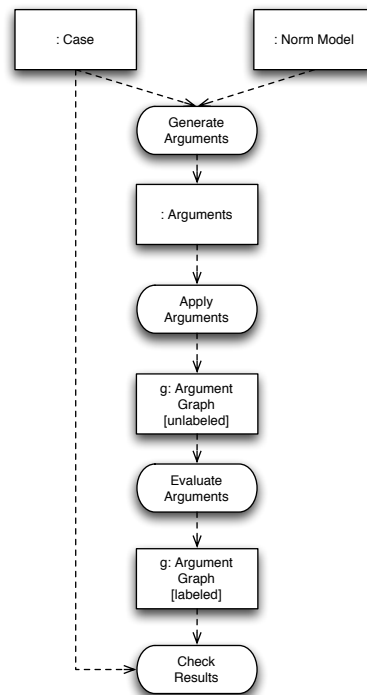 : Case
: Norm Model
Generate
Arguments
: Arguments
Apply
Arguments
g: Argument
Graph
[unlabeled]
Evaluate
Arguments
g: Argument
Graph
[labeled]
Check
Results